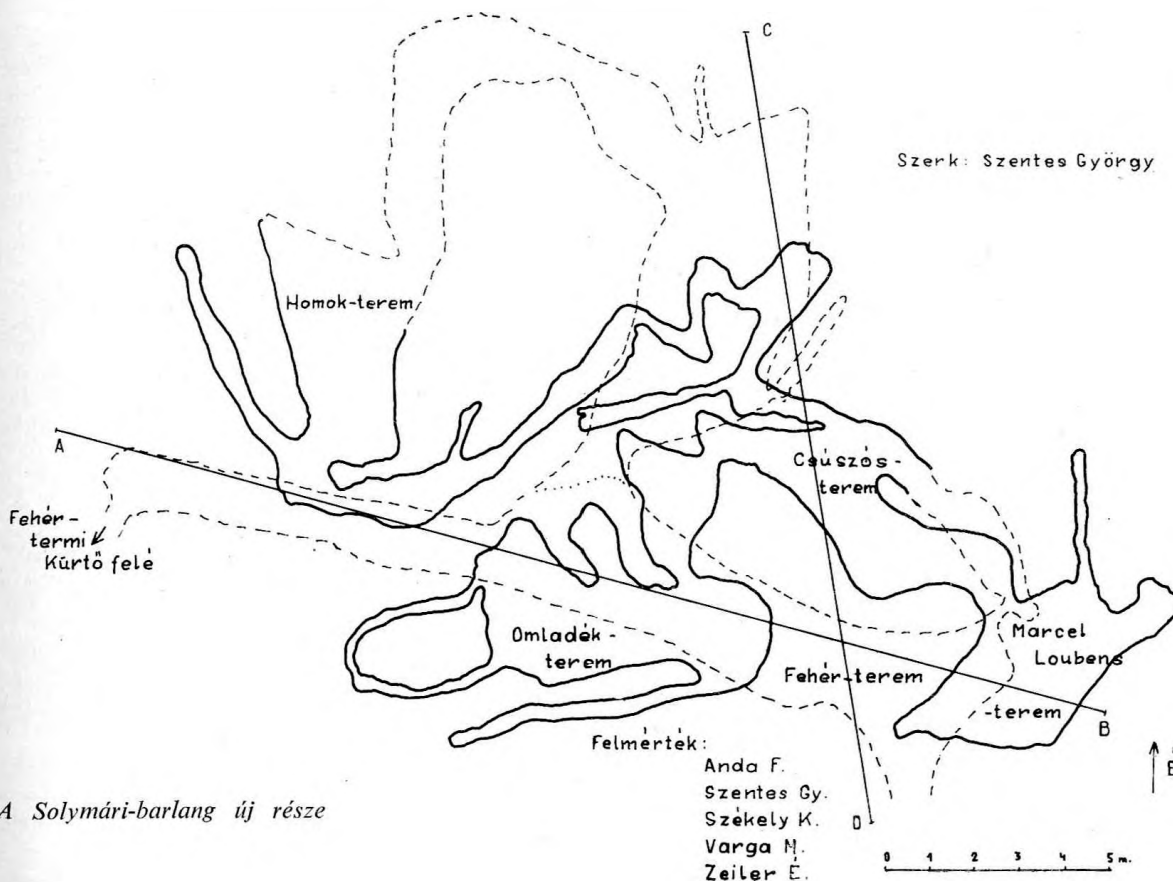 C
Szerk: Szentes György
Homok-terem
A
Csúszós-
terem
Fehér-
termi
Kürtő felé
Omladék-
terem
Marcel
Loubens
-terem
Fehér-terem
B
Felmérték:
Anda F.
Szentes Gy.
Székely K.
Varga M.
Zeiler É.
D
É
A Solymári-barlang új része
0 1 2 3 4 5 m.